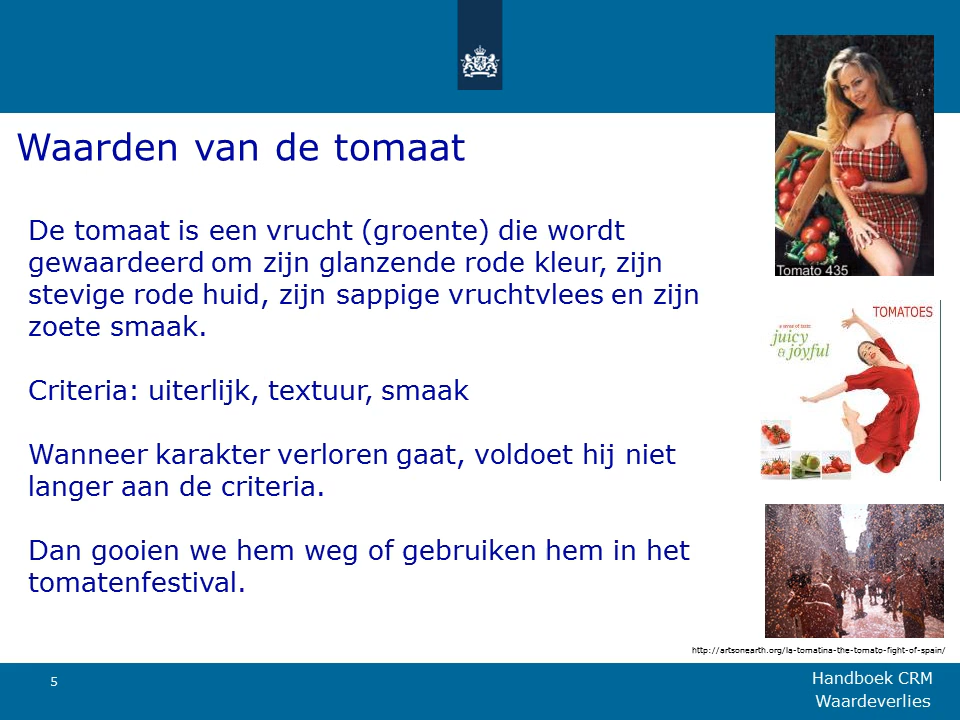 Waarden van de tomaat
De tomaat is een vrucht (groente) die wordt
gewaardeerd om zijn glanzende rode kleur, zijn
stevige rode huid, zijn sappige vruchtvlees en zijn
zoete smaak.
Criteria: uiterlijk, textuur, smaak
Wanneer karakter verloren gaat, voldoet hij niet
langer aan de criteria.
Dan gooien we hem weg of gebruiken hem in het
tomatenfestival.
Tomato 435
TOMATOES
a sense of taste
juicy
& joyful
http://artsonearth.org/la-tomatina-the-tomato-fight-of-spain/
5
Handboek CRM
Waardeverlies